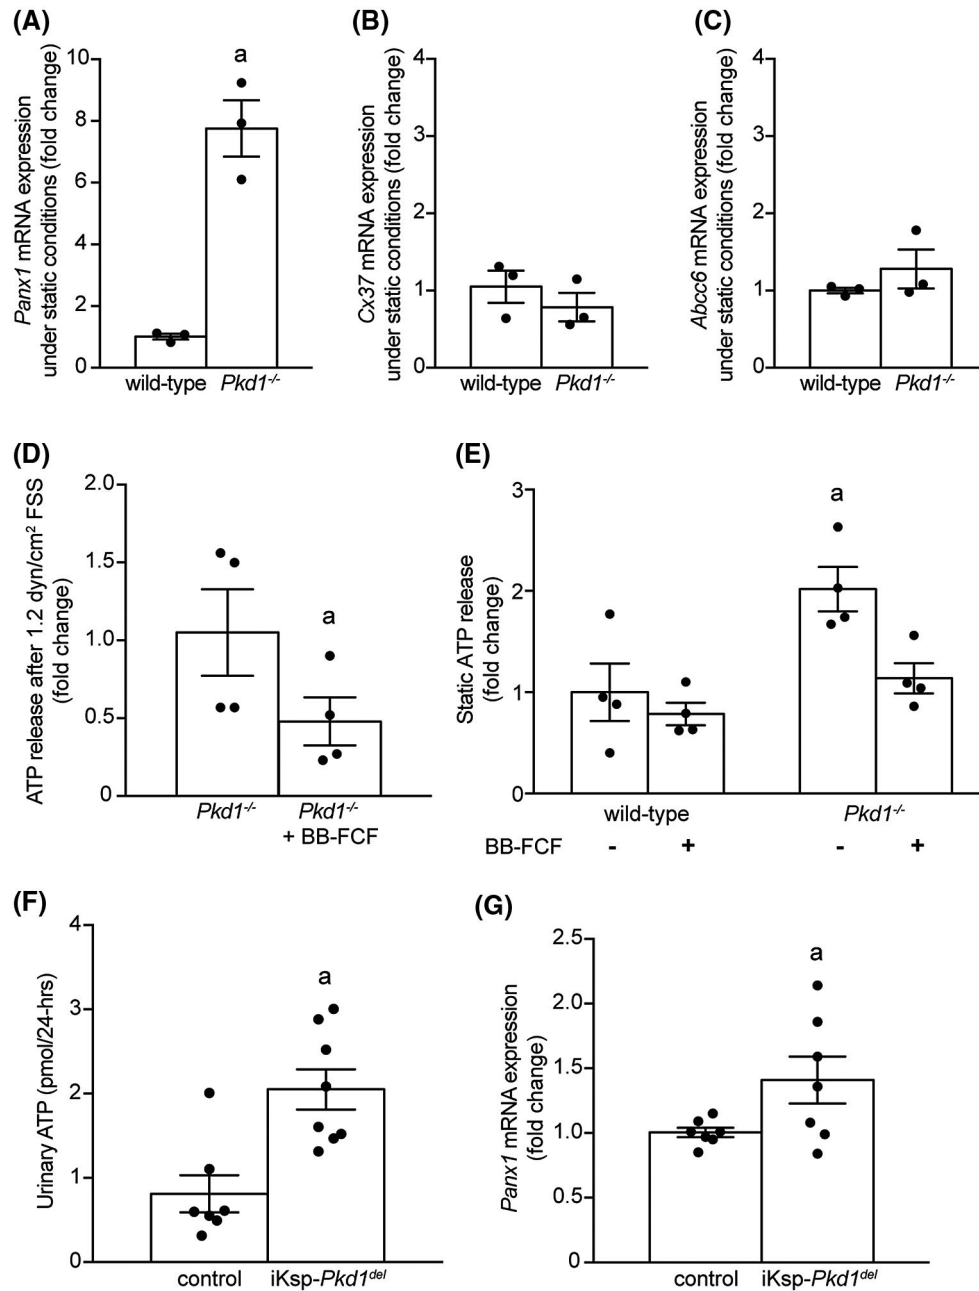 (A)
Panx1 mRNA expression
under static conditions (fold change)
10
8
6
4
2
0
a
wild-type
Pkd1-/-
(B)
Cx37 mRNA expression
under static conditions (fold change)
4
3
2
1
0
wild-type
Pkd1-/-
(C)
Abcc6 mRNA expression
under static conditions (fold change)
4
3
2
1
0
wild-type
Pkd1-/-
(D)
ATP release after 1.2 dyn/cm² FSS
(fold change)
2.0
1.5
1.0
0.5
0
a
Pkd1-/-
Pkd1-/-
+ BB-FCF
(E)
Static ATP release
(fold change)
3
2
1
0
a
wild-type
Pkd1-/-
BB-FCF - + - +
(F)
Urinary ATP (pmol/24-hrs)
4
3
2
1
0
a
control
iKsp-Pkd1del
(G)
Panx1 mRNA expression
(fold change)
2.5
2.0
1.5
1.0
0.5
0
a
control
iKsp-Pkd1del